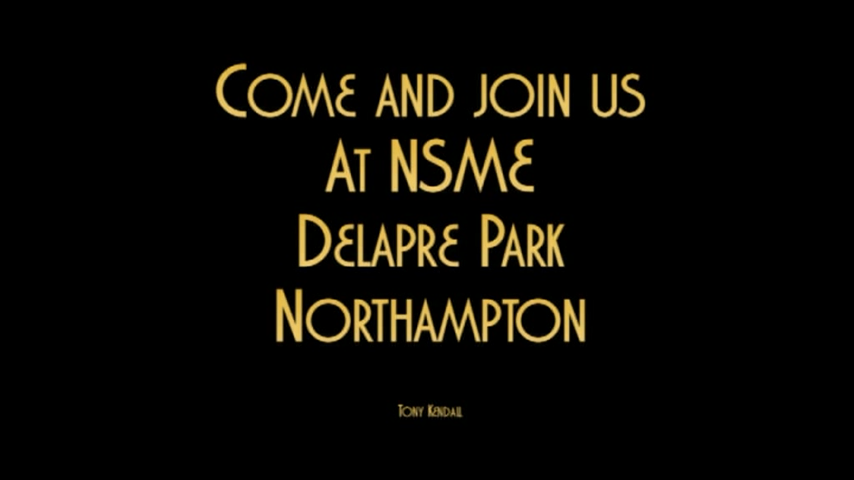 Come and join us
At NSME
Delapre Park
Northampton
Tony Kendall